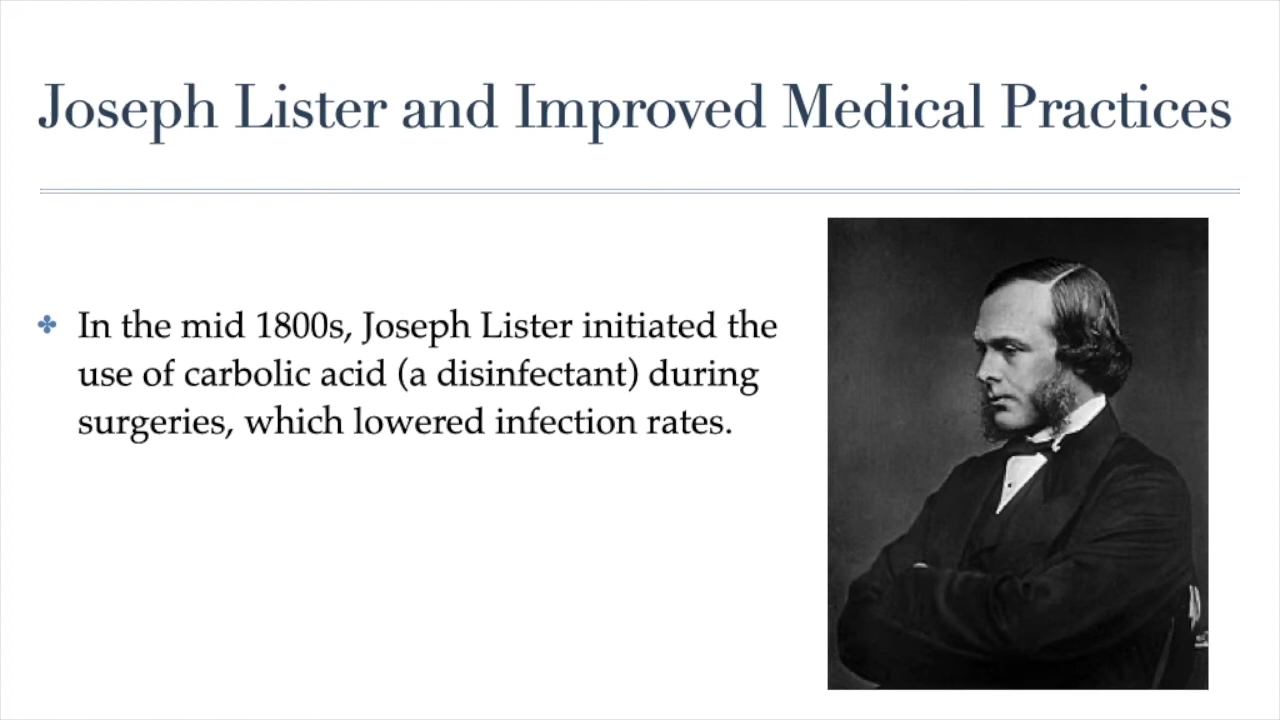 Joseph Lister and Improved Medical Practices
In the mid 1800s, Joseph Lister initiated the
use of carbolic acid (a disinfectant) during
surgeries, which lowered infection rates.